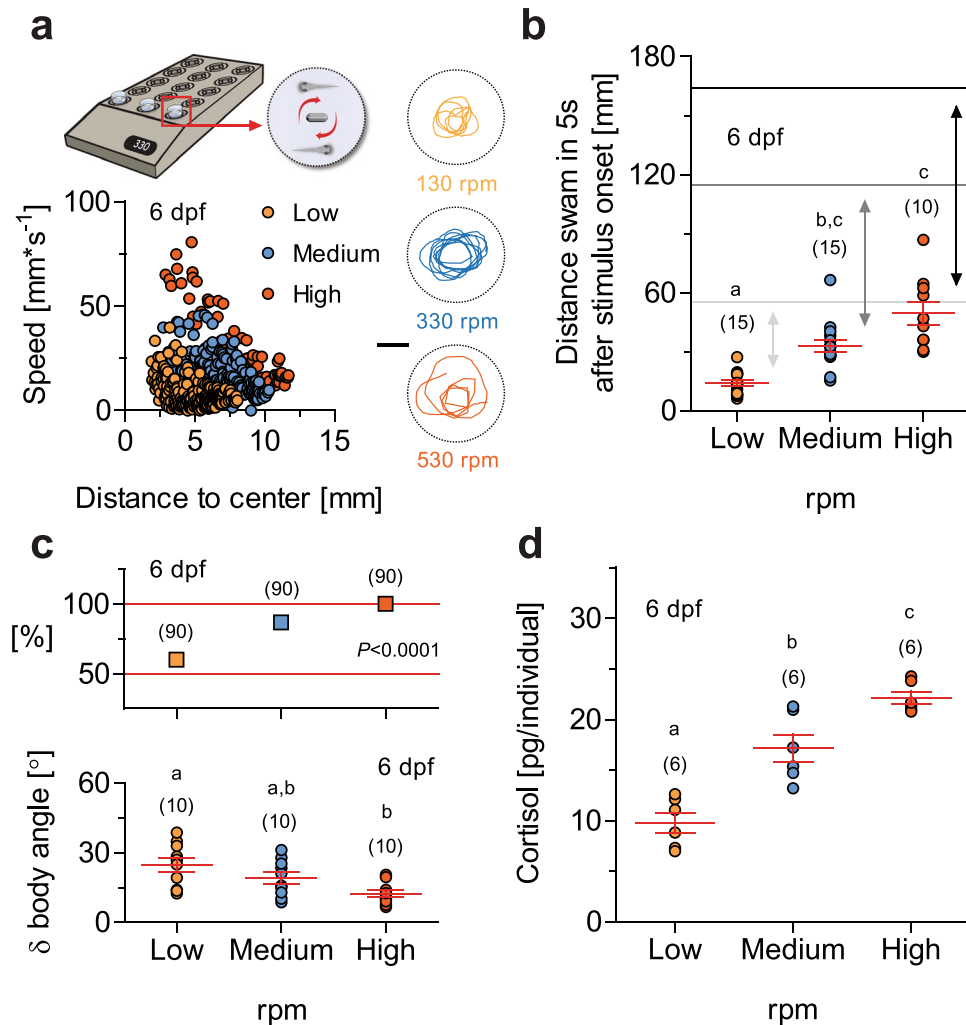 a
330
130 rpm
330 rpm
530 rpm
6 dpf
Low
Medium
High
Speed [mm*s-1]
100
50
0
0 5 10 15
Distance to center [mm]
b
Distance swam in 5s
after stimulus onset [mm]
180
120
60
0
6 dpf
a
(15)
b,c
(15)
c
(10)
Low Medium High
rpm
c
6 dpf
[%]
100
50
(90)
(90)
(90)
P<0.0001
δ body angle [°]
60
30
0
6 dpf
a
(10)
a,b
(10)
b
(10)
Low Medium High
rpm
d
Cortisol [pg/individual]
30
20
10
0
6 dpf
a
(6)
b
(6)
c
(6)
Low Medium High
rpm